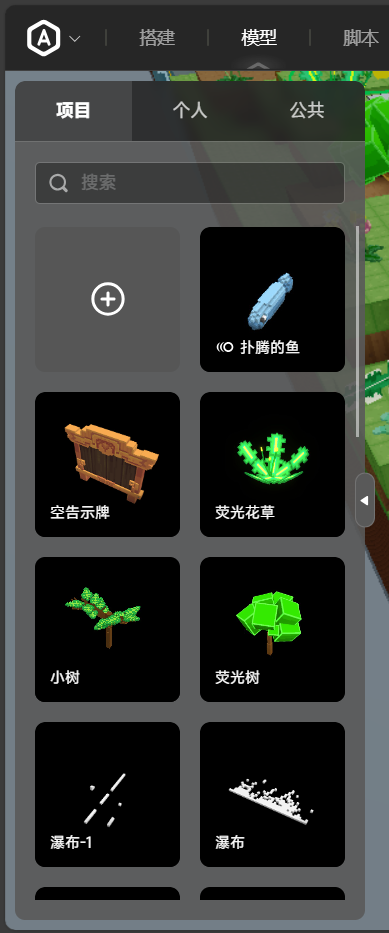 搭建
模型
脚本
项目
个人
公共
搜索
扑腾的鱼
空告示牌
荧光花草
小树
荧光树
瀑布-1
瀑布